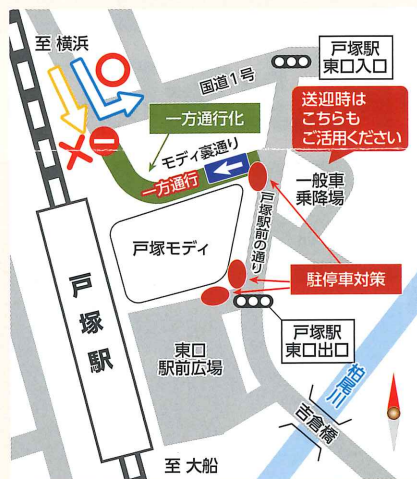 至 横浜
戸塚駅
東口入口
国道1号
送迎時は
こちらも
ご活用ください
一方通行化
モディ裏通り
一方通行
一般車
乗降場
戸塚駅前の通り
戸塚モディ
戸塚駅
駐停車対策
戸塚駅
東口出口
東口
駅前広場
柏尾川
吉倉橋
至 大船